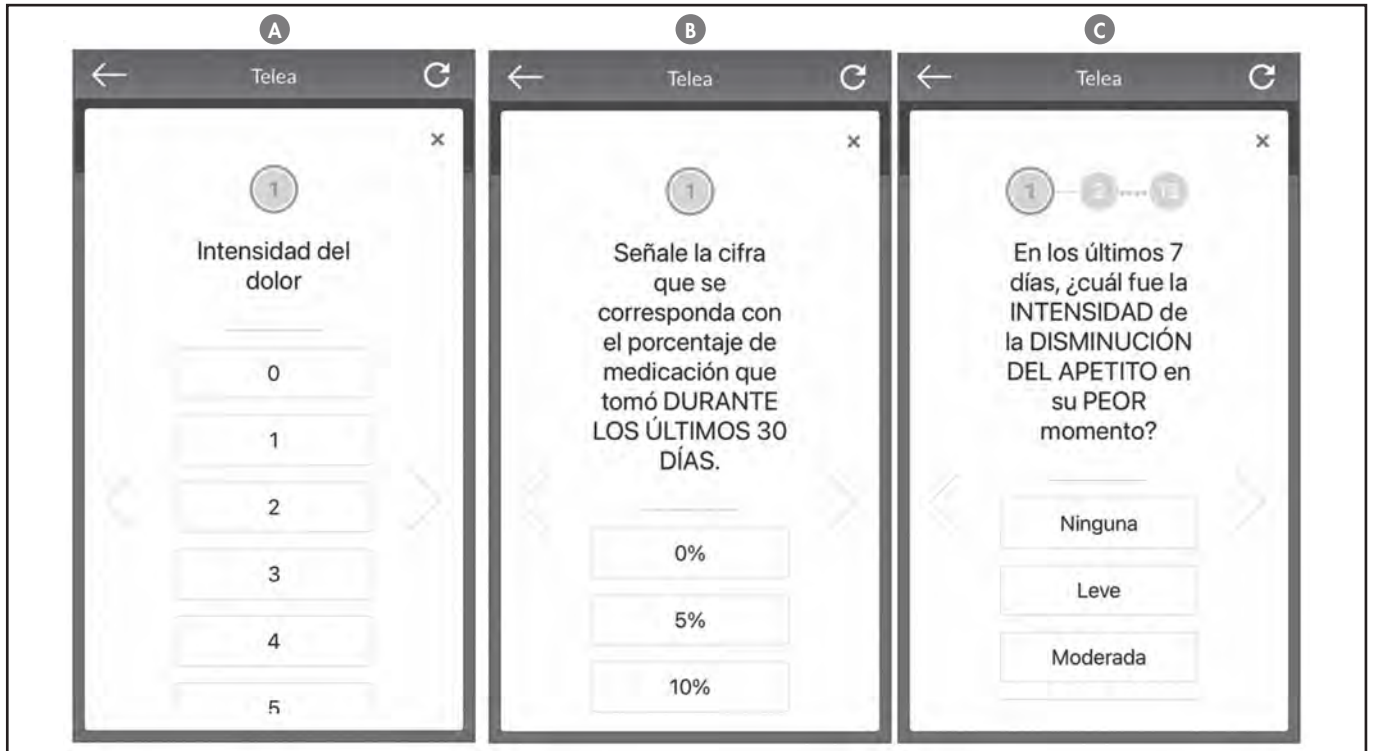 A
Telea
×
1
Intensidad del
dolor
0
1
2
3
4
5
B
Telea
×
1
Señale la cifra
que se
corresponda con
el porcentaje de
medicación que
tomó DURANTE
LOS ÚLTIMOS 30
DÍAS.
0%
5%
10%
C
Telea
×
1 2
En los últimos 7
días, ¿cuál fue la
INTENSIDAD de
la DISMINUCIÓN
DEL APETITO en
su PEOR
momento?
Ninguna
Leve
Moderada